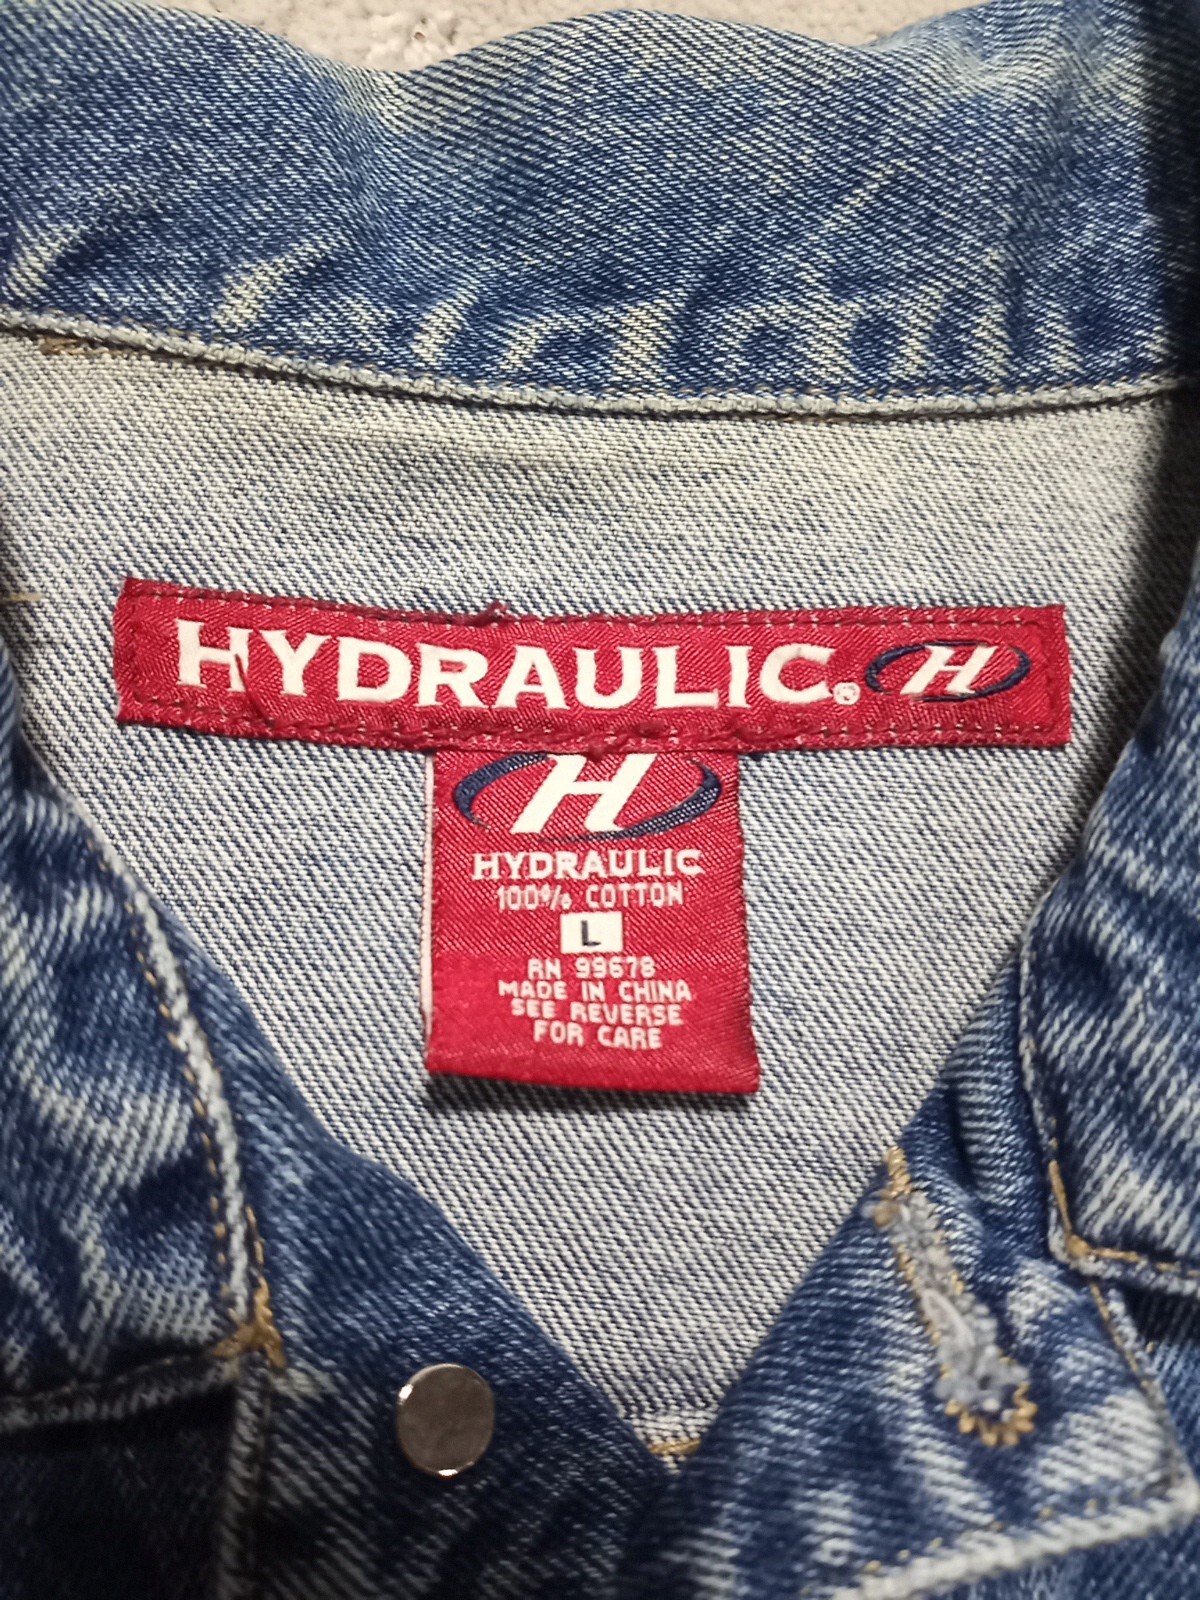 HYDRAULIC® H
H
HYDRAULIC
100% COTTON
L
RN 99678
MADE IN CHINA
SEE REVERSE
FOR CARE